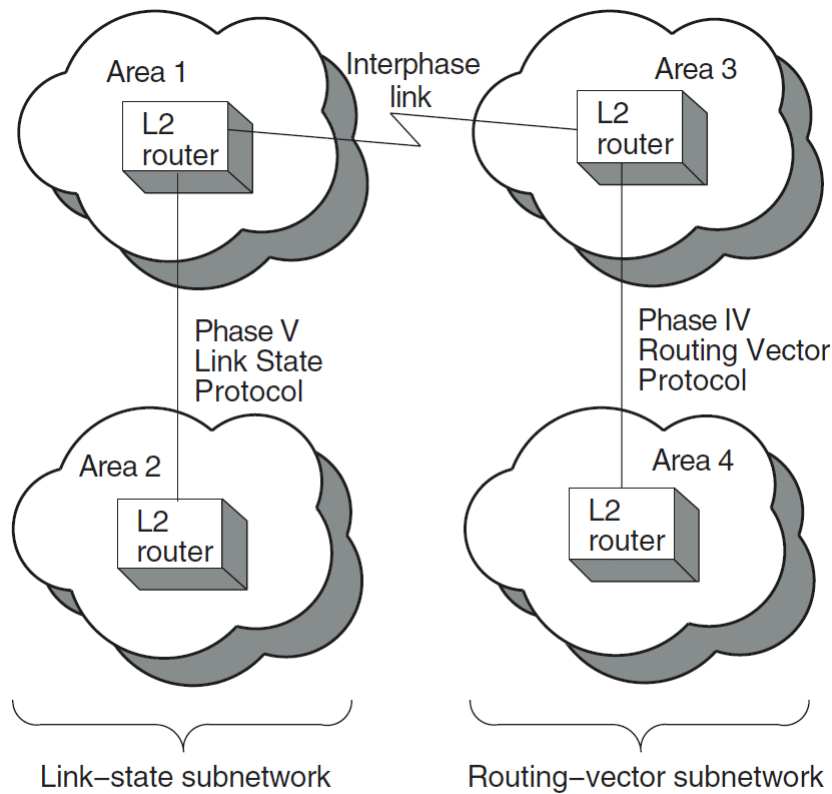 Area 1
L2
router
Interphase
link
Area 3
L2
router
Phase V
Link State
Protocol
Phase IV
Routing Vector
Protocol
Area 2
L2
router
Area 4
L2
router
Link–state subnetwork
Routing–vector subnetwork